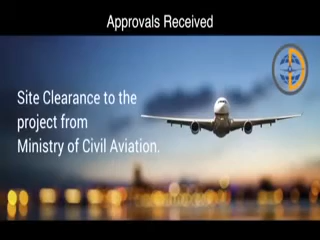 Approvals Received
Site Clearance to the
project from
Ministry of Civil Aviation.